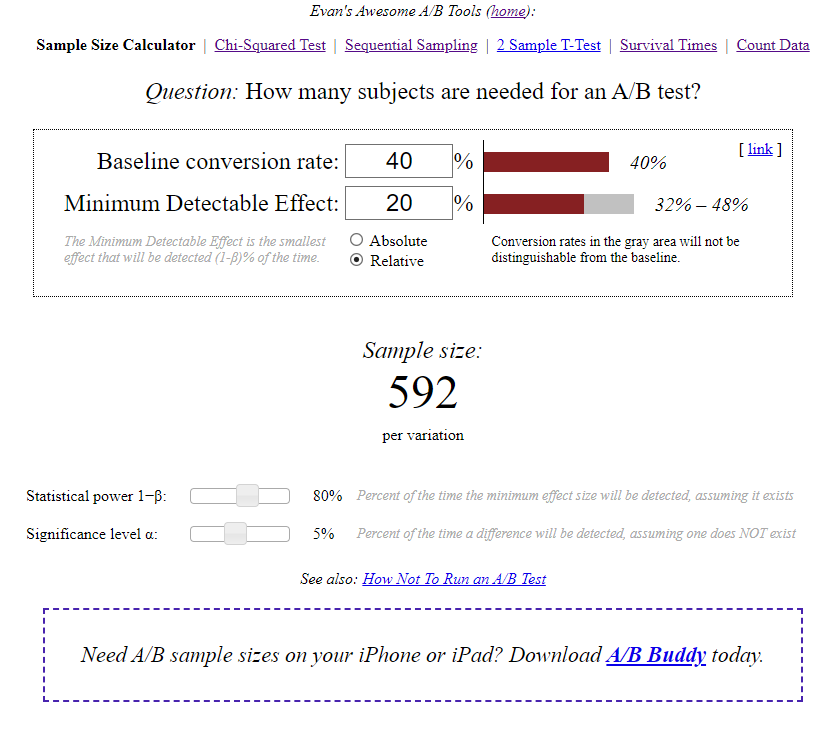 Evan's Awesome A/B Tools (home):
Sample Size Calculator | Chi-Squared Test | Sequential Sampling | 2 Sample T-Test | Survival Times | Count Data
Question: How many subjects are needed for an A/B test?
[ link ]
Baseline conversion rate: 40 % 40%
Minimum Detectable Effect: 20 % 32% – 48%
The Minimum Detectable Effect is the smallest
effect that will be detected (1-β)% of the time.
Absolute
Relative
Conversion rates in the gray area will not be
distinguishable from the baseline.
Sample size:
592
per variation
Statistical power 1−β: 80% Percent of the time the minimum effect size will be detected, assuming it exists
Significance level α: 5% Percent of the time a difference will be detected, assuming one does NOT exist
See also: How Not To Run an A/B Test
Need A/B sample sizes on your iPhone or iPad? Download A/B Buddy today.